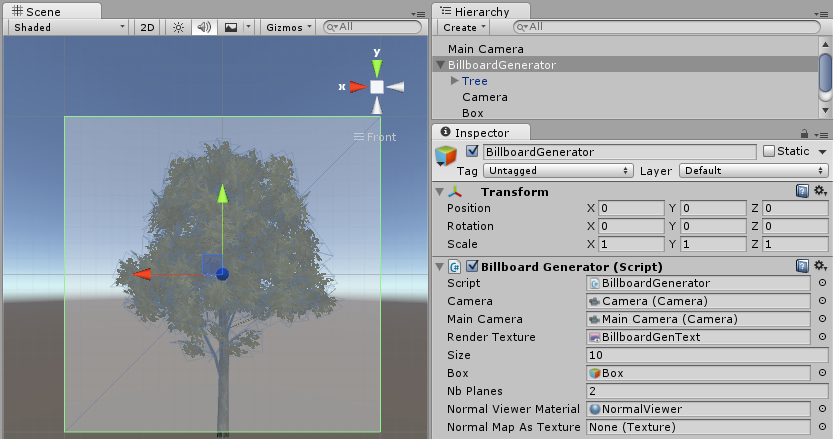 Scene
Shaded 2D Gizmos All
y
x
Front
Hierarchy
Create All
Main Camera
BillboardGenerator
Tree
Camera
Box
Inspector
BillboardGenerator Static
Tag Untagged Layer Default
Transform
Position X 0 Y 0 Z 0
Rotation X 0 Y 0 Z 0
Scale X 1 Y 1 Z 1
Billboard Generator (Script)
Script BillboardGenerator
Camera Camera (Camera)
Main Camera Main Camera (Camera)
Render Texture BillboardGenText
Size 10
Box Box
Nb Planes 2
Normal Viewer Material NormalViewer
Normal Map As Texture None (Texture)